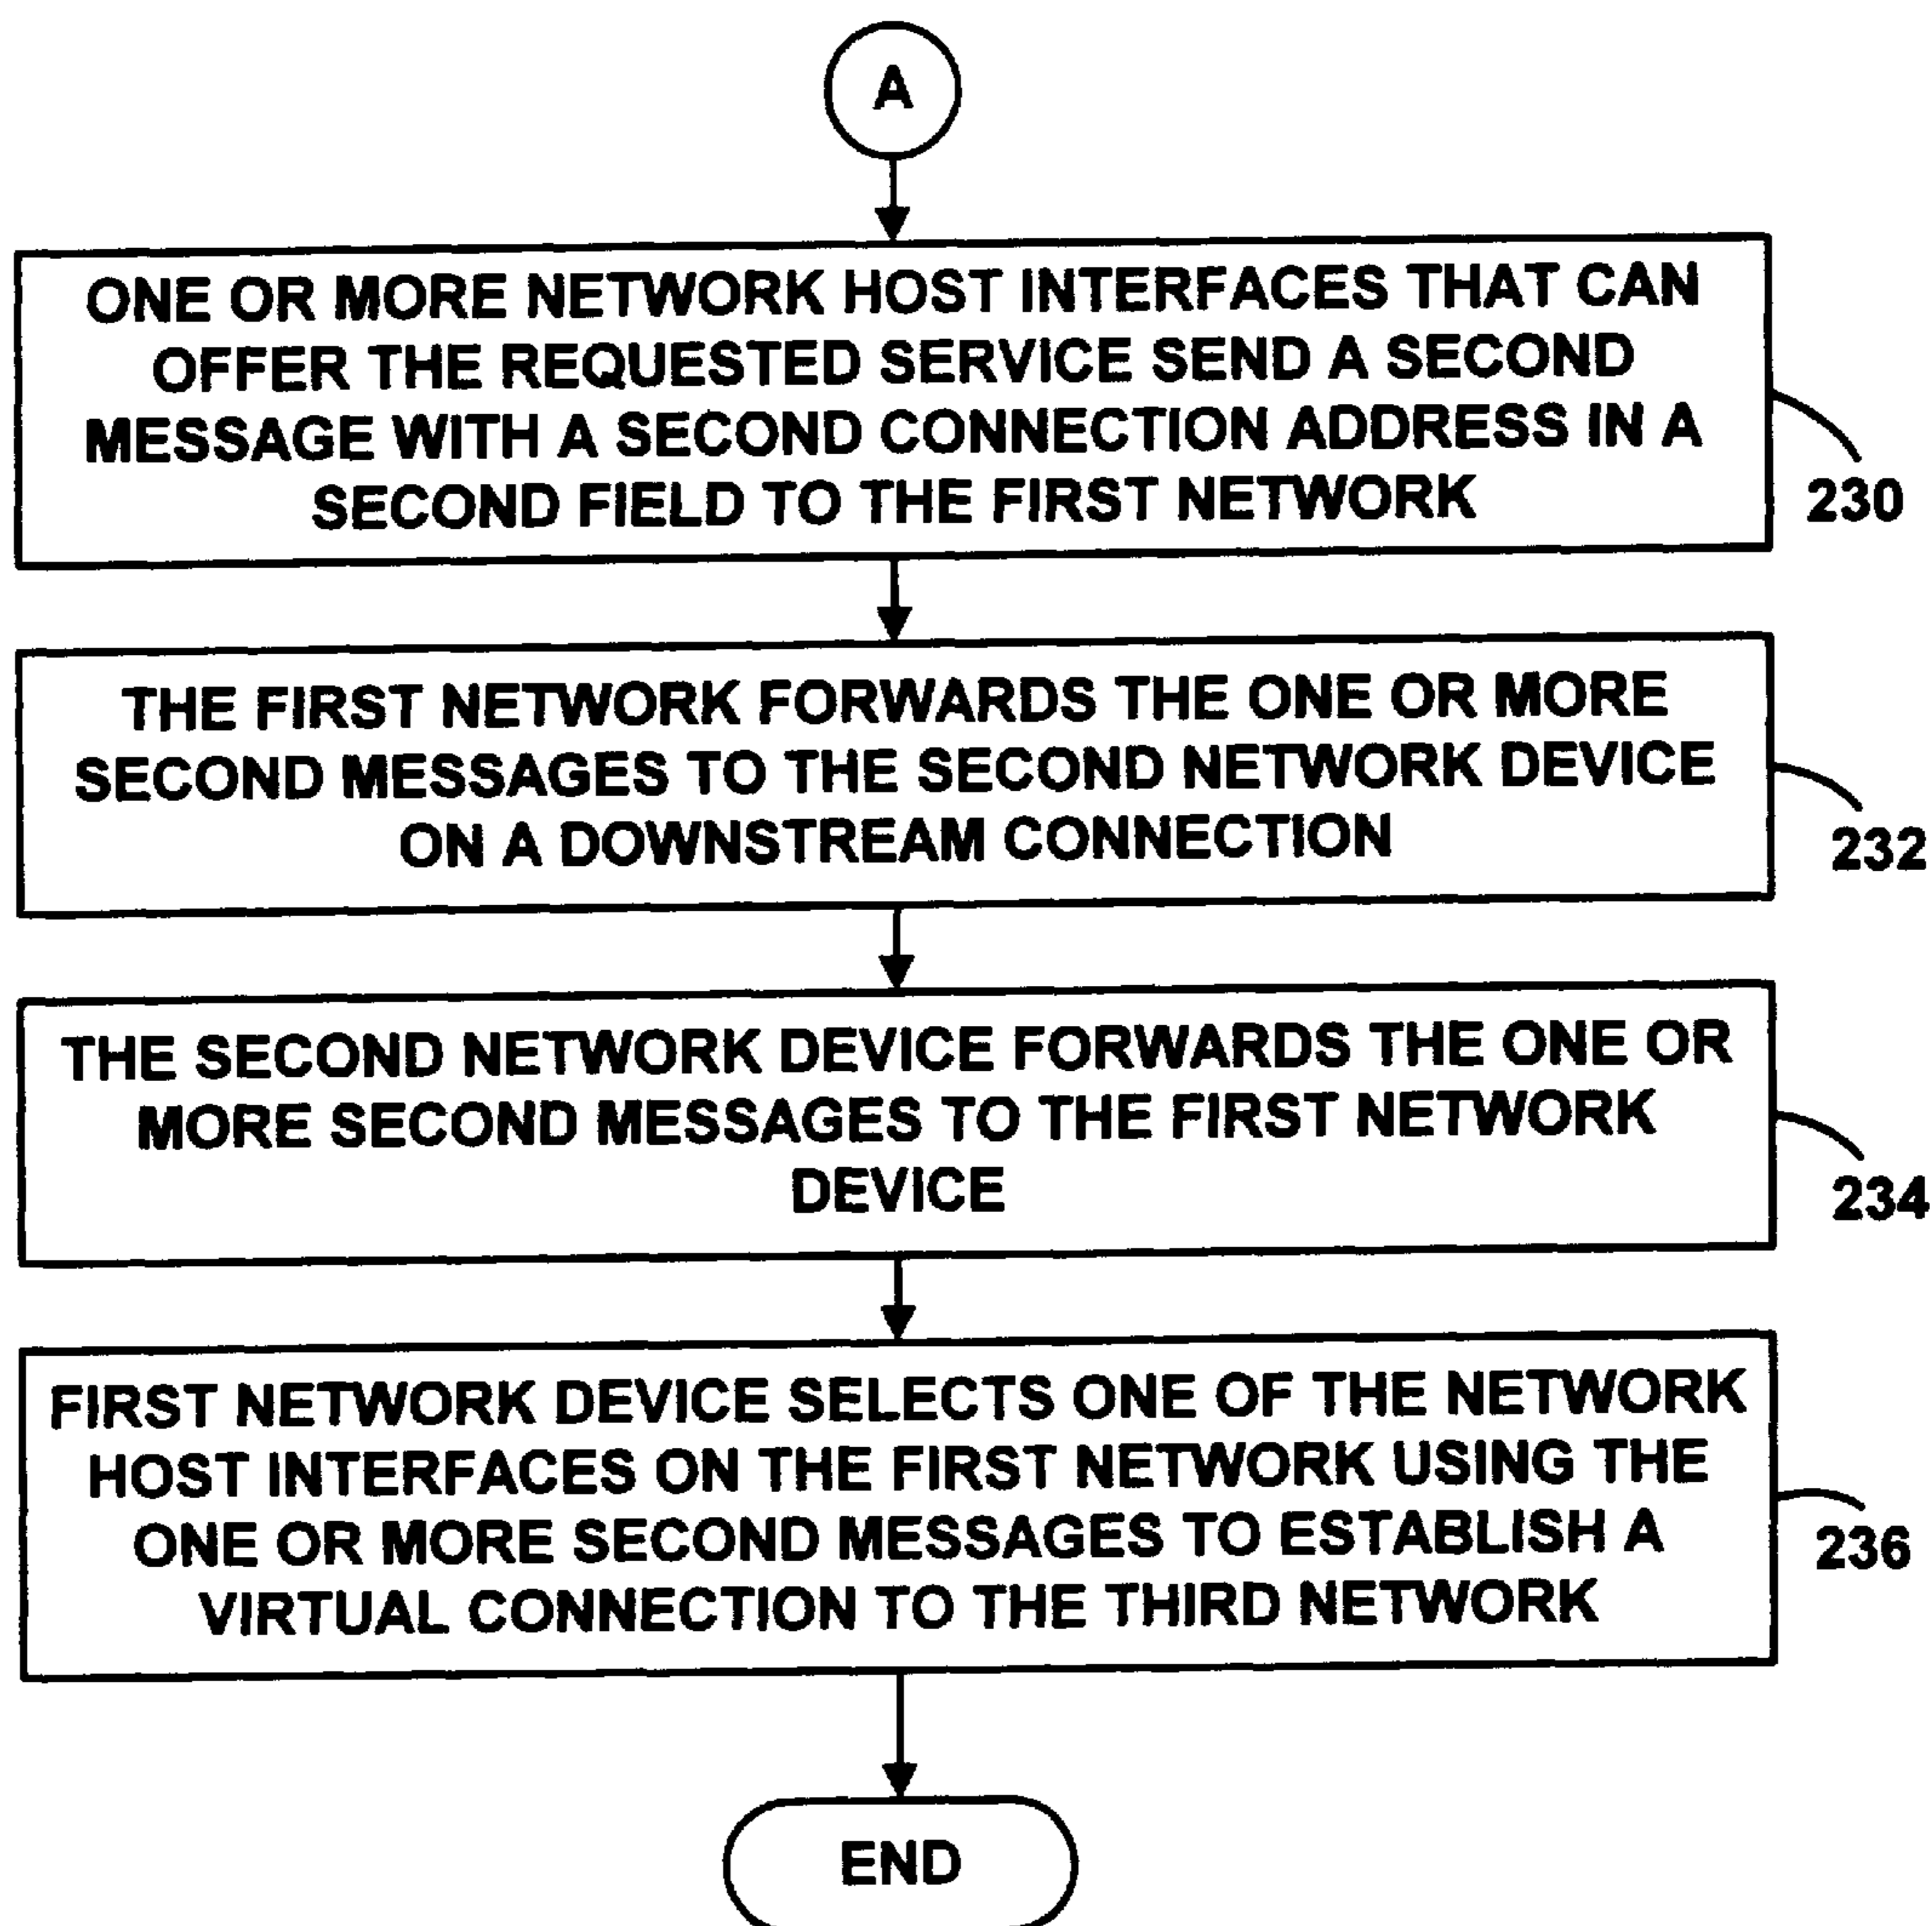 A
ONE OR MORE NETWORK HOST INTERFACES THAT CAN
OFFER THE REQUESTED SERVICE SEND A SECOND
MESSAGE WITH A SECOND CONNECTION ADDRESS IN A
SECOND FIELD TO THE FIRST NETWORK
230
THE FIRST NETWORK FORWARDS THE ONE OR MORE
SECOND MESSAGES TO THE SECOND NETWORK DEVICE
ON A DOWNSTREAM CONNECTION
232
THE SECOND NETWORK DEVICE FORWARDS THE ONE OR
MORE SECOND MESSAGES TO THE FIRST NETWORK
DEVICE
234
FIRST NETWORK DEVICE SELECTS ONE OF THE NETWORK
HOST INTERFACES ON THE FIRST NETWORK USING THE
ONE OR MORE SECOND MESSAGES TO ESTABLISH A
VIRTUAL CONNECTION TO THE THIRD NETWORK
236
END